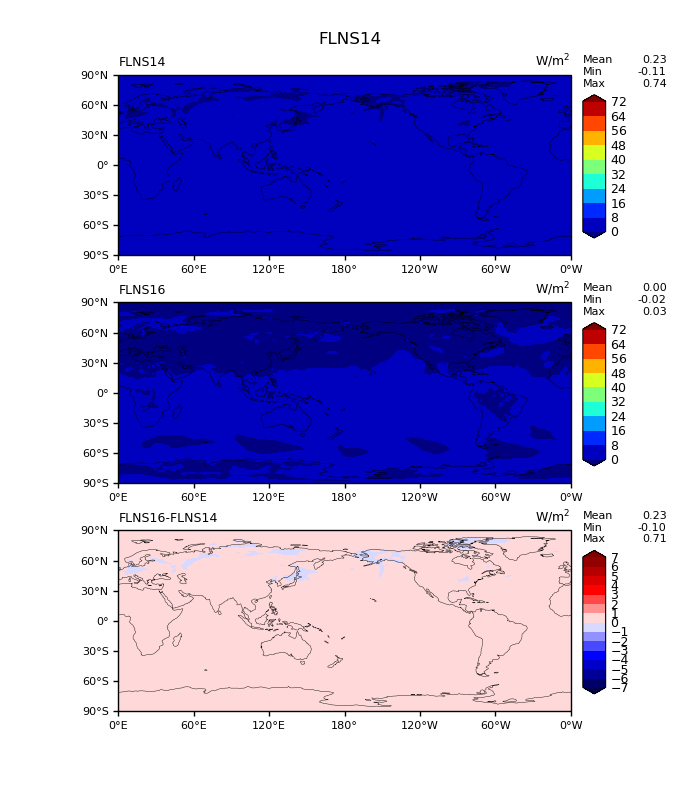 FLNS14
FLNS14 W/m² Mean 0.23
Min -0.11
Max 0.74
90°N
60°N
30°N
0°
30°S
60°S
90°S
0°E 60°E 120°E 180° 120°W 60°W 0°W
72
64
56
48
40
32
24
16
8
0
FLNS16 W/m² Mean 0.00
Min -0.02
Max 0.03
90°N
60°N
30°N
0°
30°S
60°S
90°S
0°E 60°E 120°E 180° 120°W 60°W 0°W
72
64
56
48
40
32
24
16
8
0
FLNS16-FLNS14 W/m² Mean 0.23
Min -0.10
Max 0.71
90°N
60°N
30°N
0°
30°S
60°S
90°S
0°E 60°E 120°E 180° 120°W 60°W 0°W
7
6
5
4
3
2
1
0
−1
−2
−3
−4
−5
−6
−7